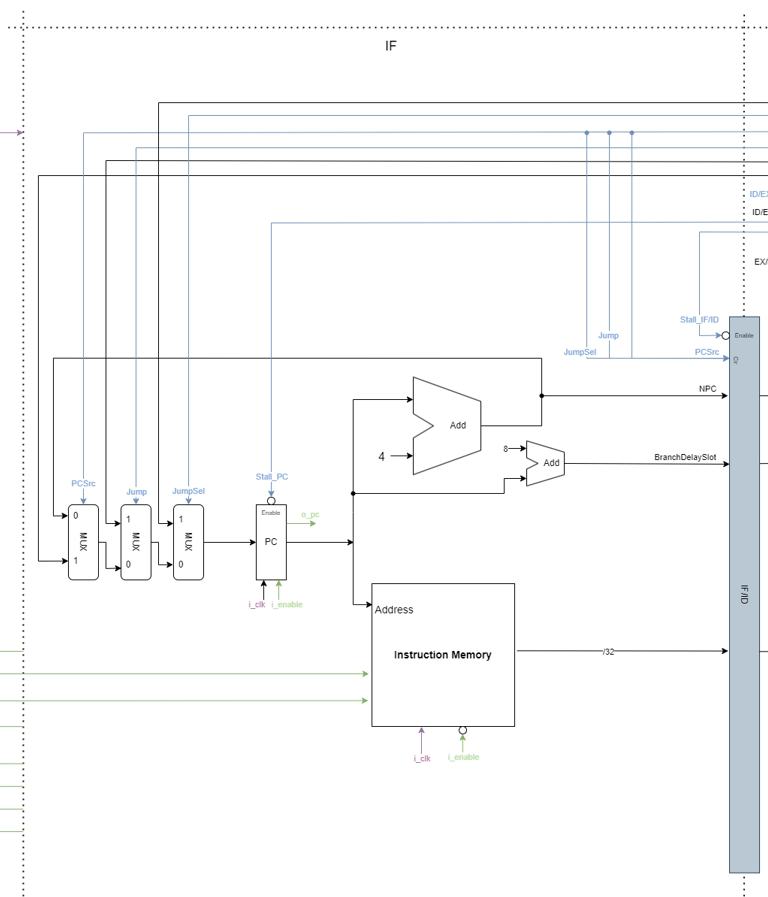 IF
ID/EX
ID/E
EX/
Stall_IF/ID
Enable
Jump
JumpSel
PCSrc
Clr
NPC
Add
4
8
Add
BranchDelaySlot
PCSrc
Jump
JumpSel
Stall_PC
0
MUX
1
1
MUX
0
1
MUX
0
Enable
PC
o_pc
i_clk
i_enable
Address
Instruction Memory
/32
IF/ID
i_clk
i_enable